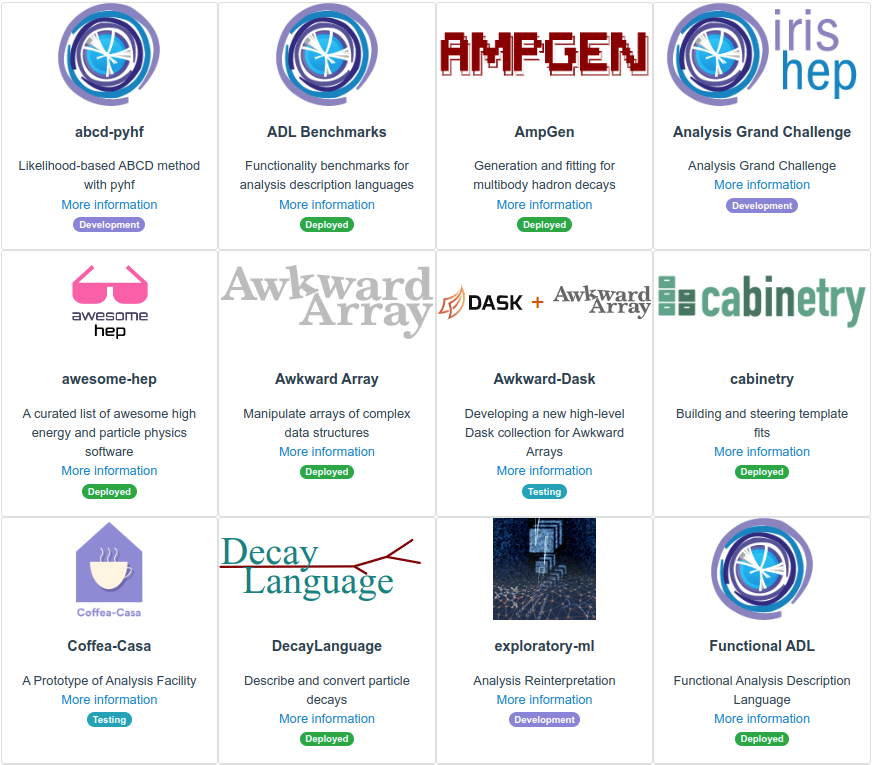 AMPGEN
iris
hep
abcd-pyhf
Likelihood-based ABCD method
with pyhf
More information
Development
ADL Benchmarks
Functionality benchmarks for
analysis description languages
More information
Deployed
AmpGen
Generation and fitting for
multibody hadron decays
More information
Deployed
Analysis Grand Challenge
Analysis Grand Challenge
More information
Development
awesome
hep
awesome-hep
A curated list of awesome high
energy and particle physics
software
More information
Deployed
Awkward
Array
Awkward Array
Manipulate arrays of complex
data structures
More information
Deployed
DASK + Awkward
Array
Awkward-Dask
Developing a new high-level
Dask collection for Awkward
Arrays
More information
Testing
cabinetry
cabinetry
Building and steering template
fits
More information
Deployed
Coffea-Casa
Coffea-Casa
A Prototype of Analysis Facility
More information
Testing
Decay
Language
DecayLanguage
Describe and convert particle
decays
More information
Deployed
exploratory-ml
Analysis Reinterpretation
More information
Development
Functional ADL
Functional Analysis Description
Language
More information
Deployed